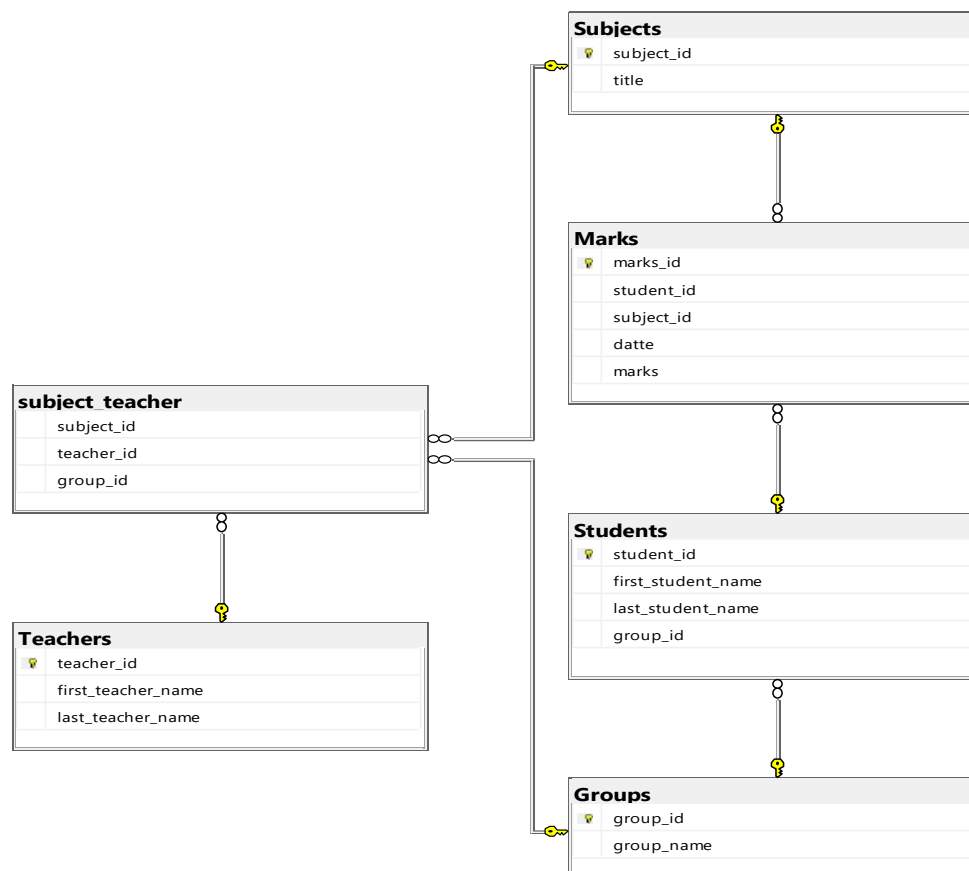 Subjects
subject_id
title
Marks
marks_id
student_id
subject_id
datte
marks
subject_teacher
subject_id
teacher_id
group_id
Students
student_id
first_student_name
last_student_name
group_id
Teachers
teacher_id
first_teacher_name
last_teacher_name
Groups
group_id
group_name